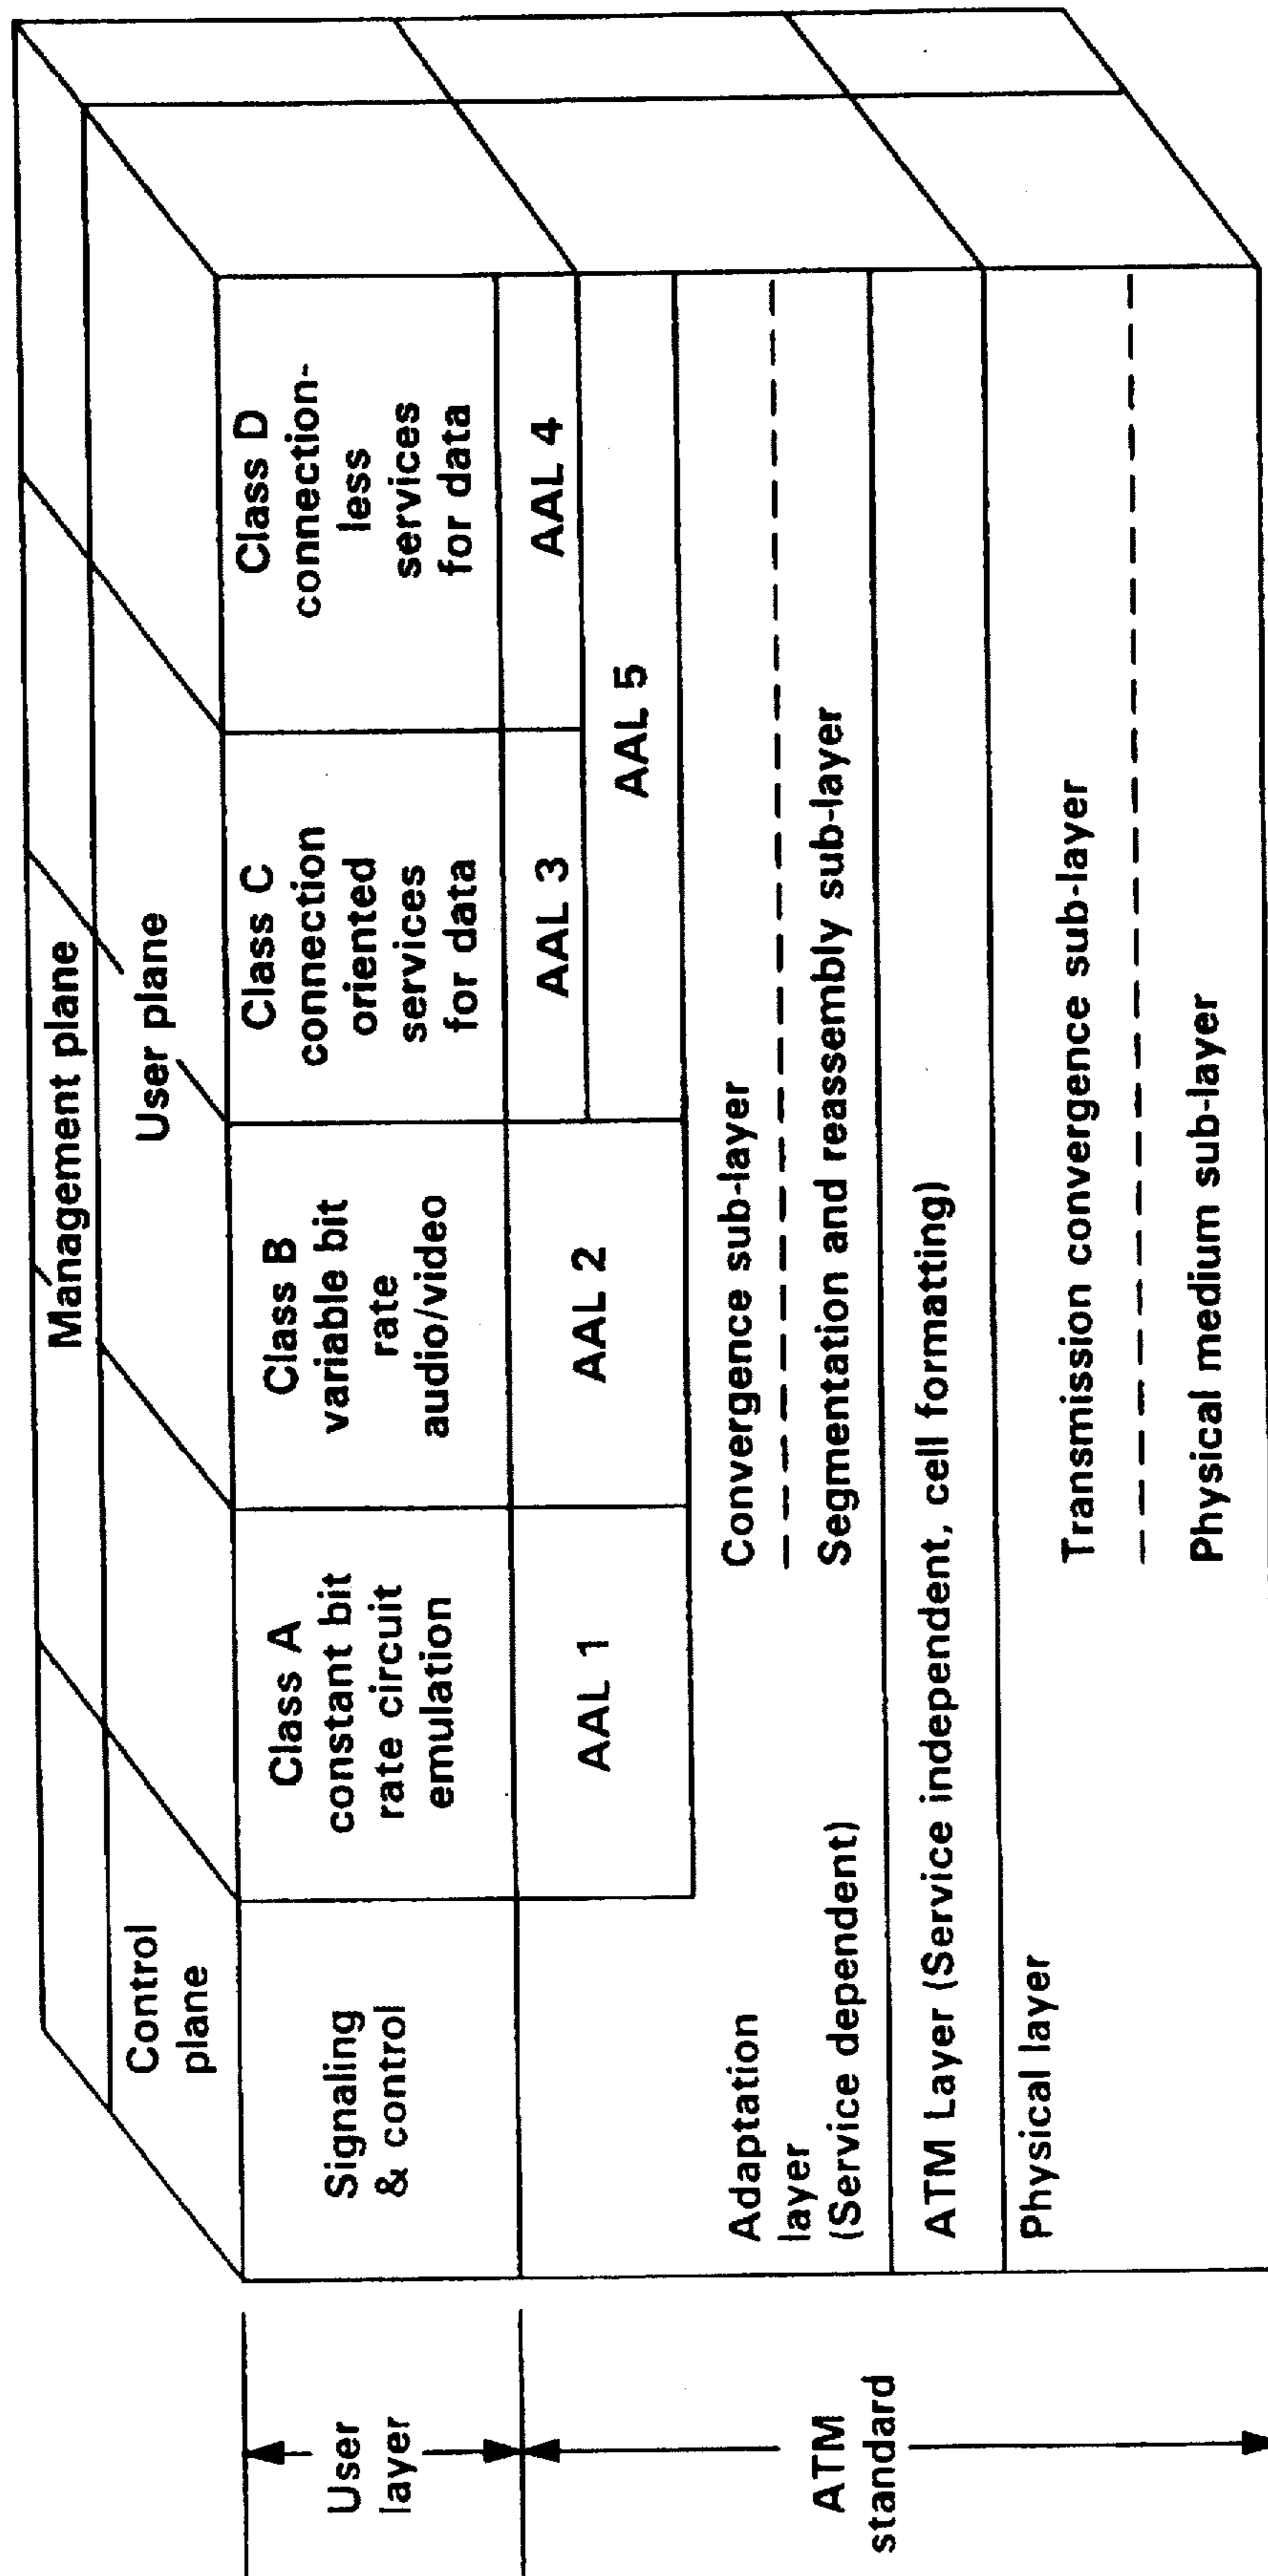 Management plane
User plane
Control
plane
Signaling
& control
Class A
constant bit
rate circuit
emulation
Class B
variable bit
rate
audio/video
Class C
connection
oriented
services
for data
Class D
connection-
less
services
for data
AAL 1
AAL 2
AAL 3
AAL 4
AAL 5
User
layer
ATM
standard
Adaptation
layer
(Service dependent)
Convergence sub-layer
Segmentation and reassembly sub-layer
ATM Layer (Service independent, cell formatting)
Physical layer
Transmission convergence sub-layer
Physical medium sub-layer